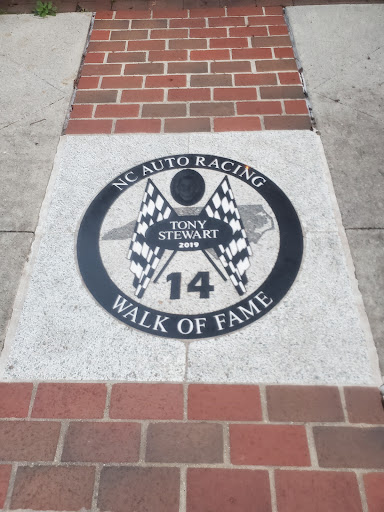 NC AUTO RACING
TONY
STEWART
2019
14
WALK OF FAME